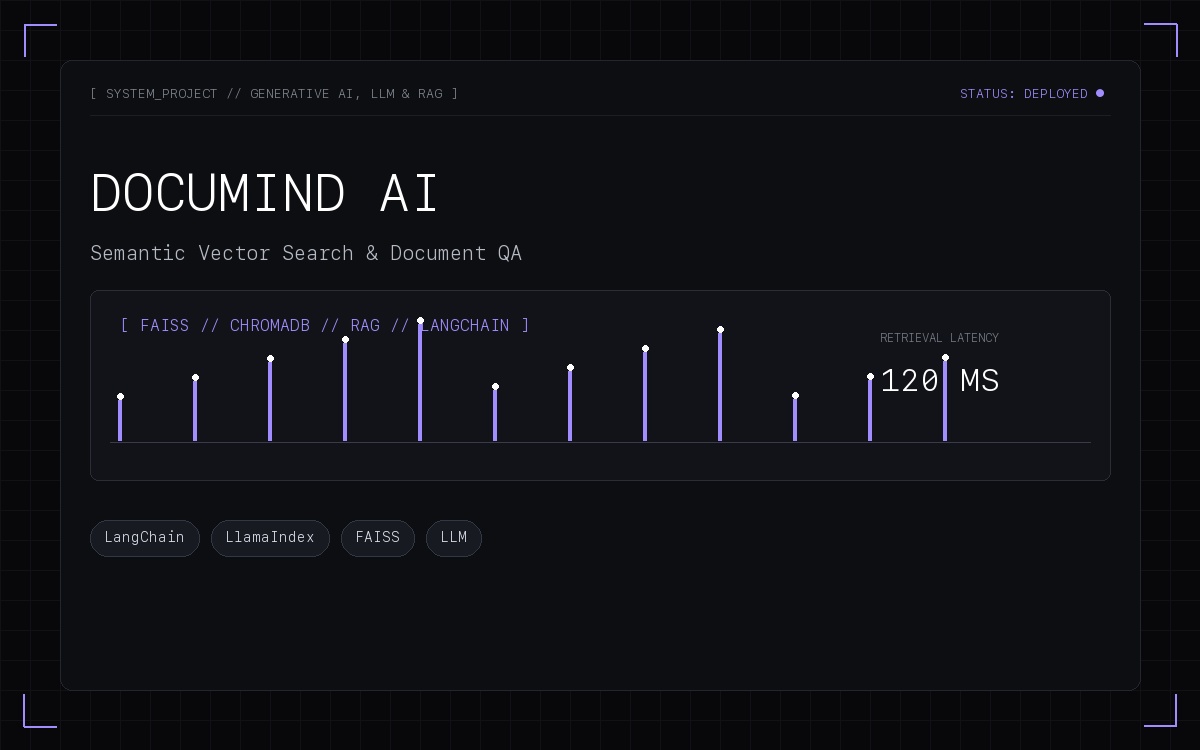 [ SYSTEM_PROJECT // GENERATIVE AI, LLM & RAG ]
STATUS: DEPLOYED
DOCUMIND AI
Semantic Vector Search & Document QA
[ FAISS // CHROMADB // RAG // LANGCHAIN ]
RETRIEVAL LATENCY
120 MS
LangChain
LlamaIndex
FAISS
LLM